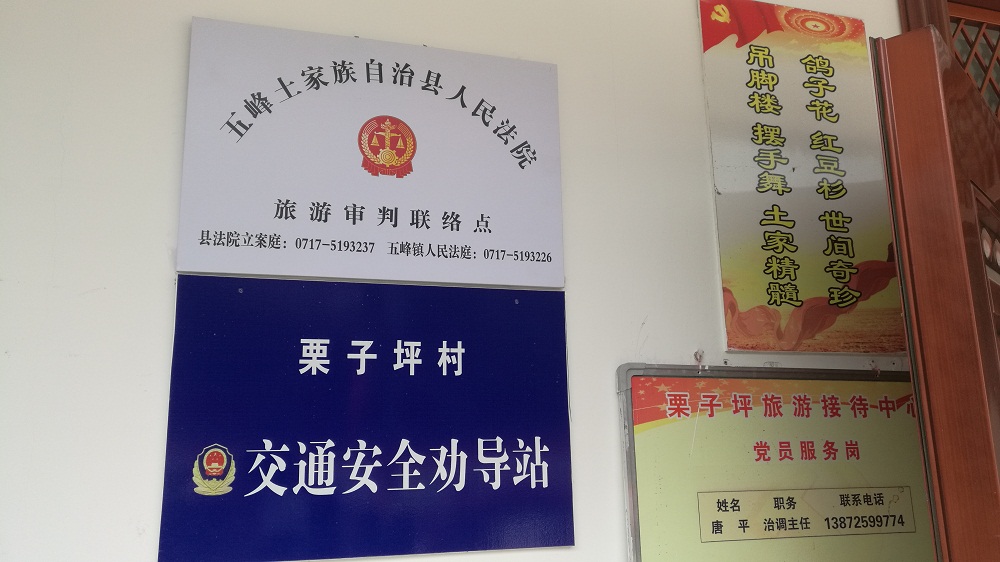 五峰土家族自治县人民法院
旅游审判联络点
县法院立案庭：0717-5193237 五峰镇人民法庭：0717-5193226
栗子坪村
交通安全劝导站
鸽子花 红豆杉 世间奇珍
吊脚楼 摆手舞 土家精髓
栗子坪旅游接待中心
党员服务岗
姓名 职务 联系电话
唐平 治调主任 13872599774